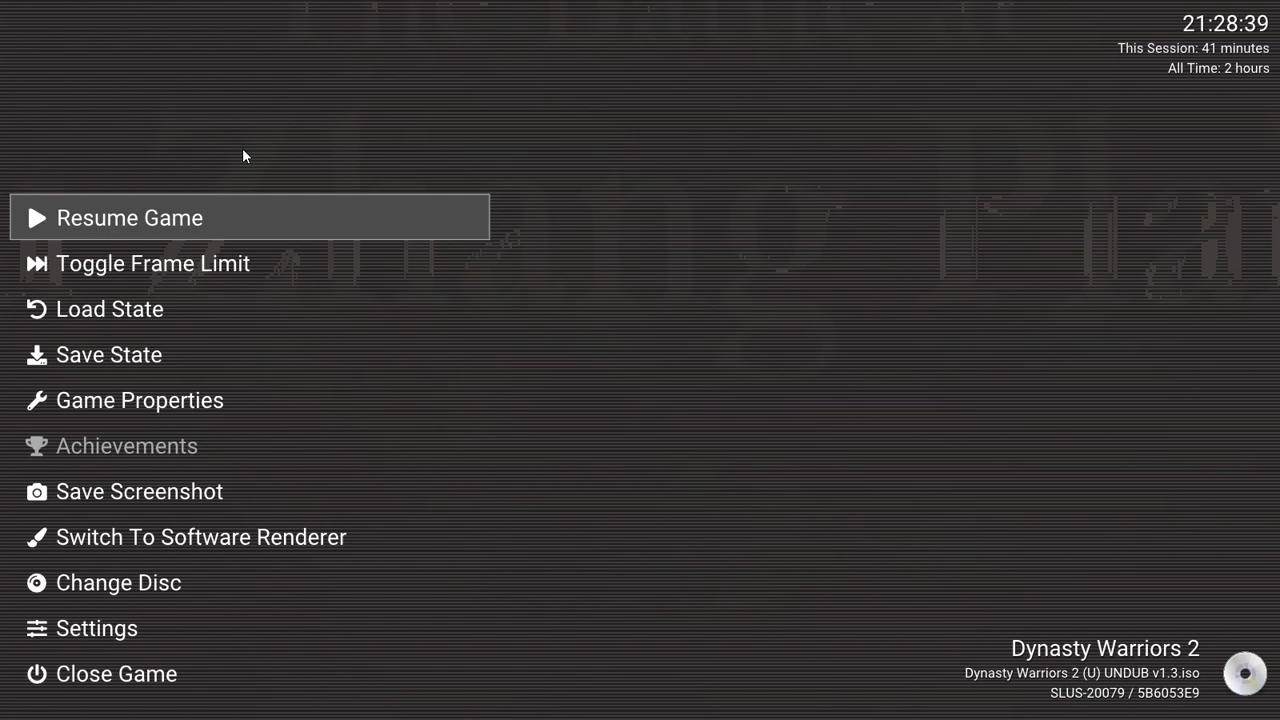 21:28:39
This Session: 41 minutes
All Time: 2 hours
Resume Game
Toggle Frame Limit
Load State
Save State
Game Properties
Achievements
Save Screenshot
Switch To Software Renderer
Change Disc
Settings
Close Game
Dynasty Warriors 2
Dynasty Warriors 2 (U) UNDUB v1.3.iso
SLUS-20079 / 5B6053E9